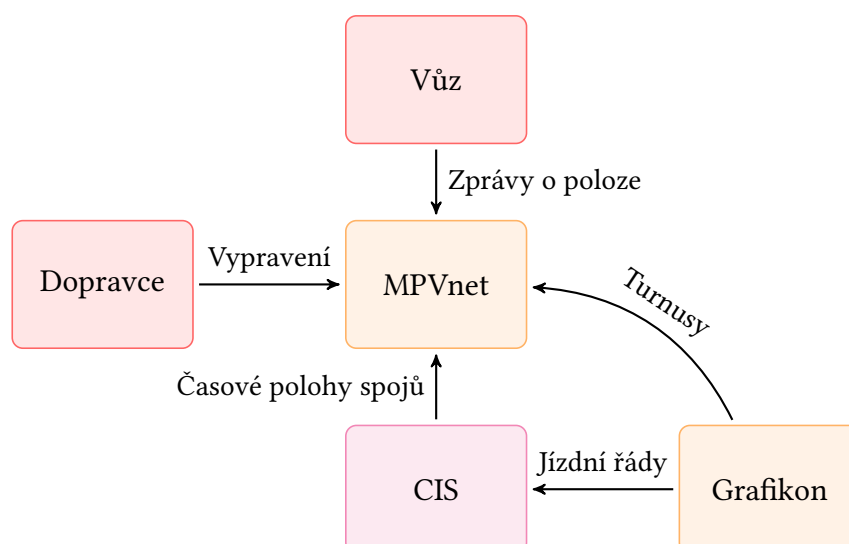 Vůz
Zprávy o poloze
Dopravce
Vypravení
MPVnet
Turnusy
Časové polohy spojů
CIS
Jízdní řády
Grafikon